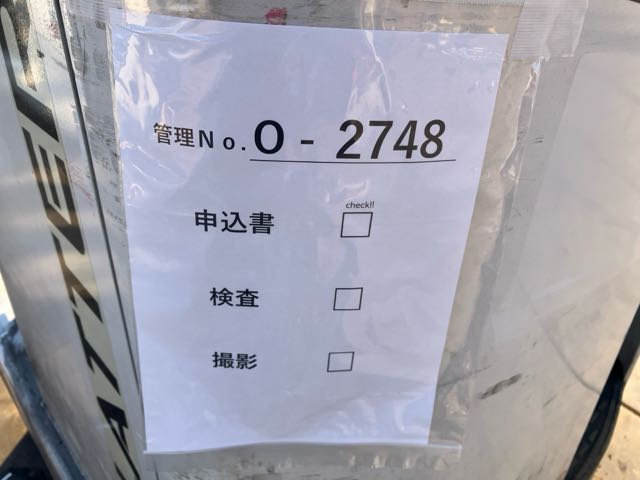 管理No. O - 2748
check!!
申込書 □
検査 □
撮影 □